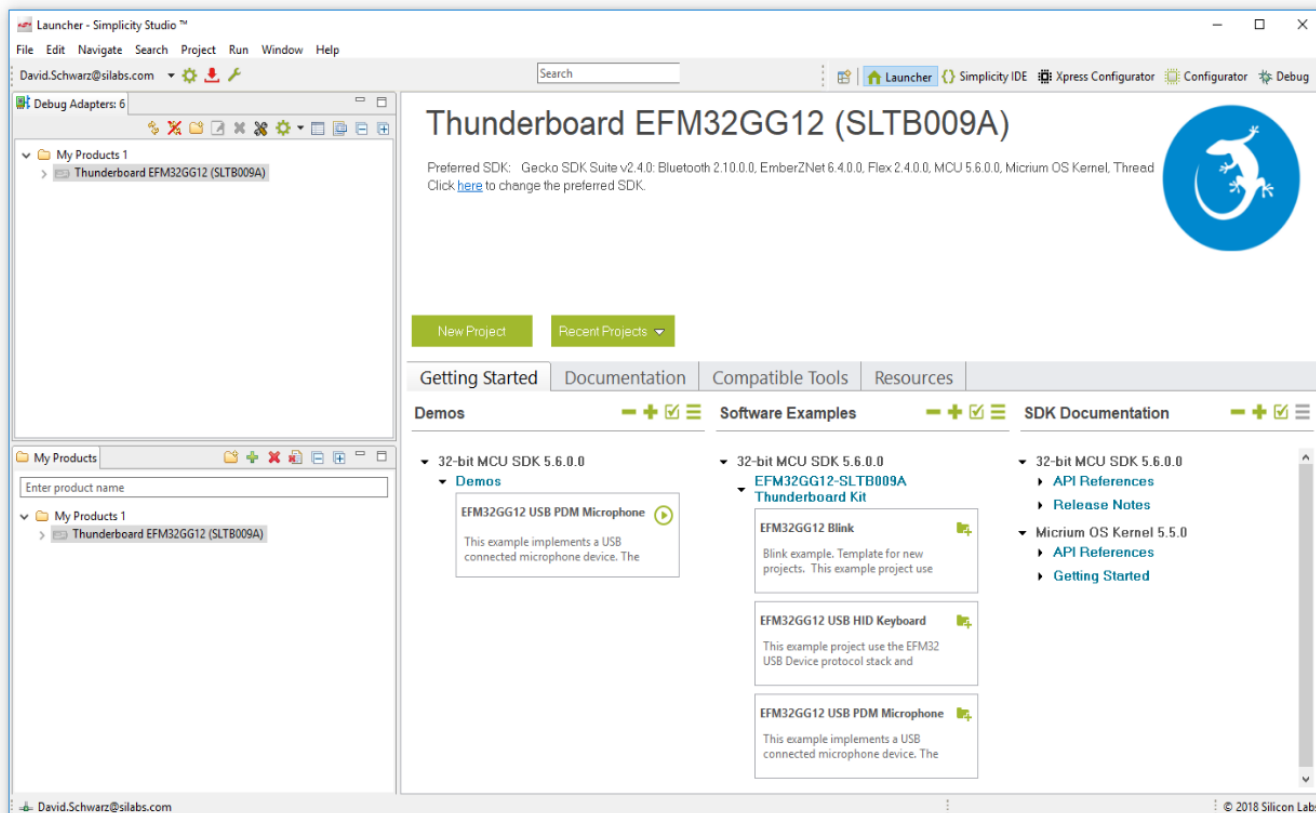 Launcher - Simplicity Studio ™
File Edit Navigate Search Project Run Window Help
David.Schwarz@silabs.com
Search
Launcher
Simplicity IDE
Xpress Configurator
Configurator
Debug
Debug Adapters: 6
My Products 1
Thunderboard EFM32GG12 (SLTB009A)
My Products
Enter product name
My Products 1
Thunderboard EFM32GG12 (SLTB009A)
Thunderboard EFM32GG12 (SLTB009A)
Preferred SDK: Gecko SDK Suite v2.4.0: Bluetooth 2.10.0.0, EmberZNet 6.4.0.0, Flex 2.4.0.0, MCU 5.6.0.0, Micrium OS Kernel, Thread
Click here to change the preferred SDK.
New Project
Recent Projects
Getting Started
Documentation
Compatible Tools
Resources
Demos
32-bit MCU SDK 5.6.0.0
Demos
EFM32GG12 USB PDM Microphone
This example implements a USB
connected microphone device. The
Software Examples
32-bit MCU SDK 5.6.0.0
EFM32GG12-SLTB009A
Thunderboard Kit
EFM32GG12 Blink
Blink example. Template for new
projects. This example project use
EFM32GG12 USB HID Keyboard
This example project use the EFM32
USB Device protocol stack and
EFM32GG12 USB PDM Microphone
This example implements a USB
connected microphone device. The
SDK Documentation
32-bit MCU SDK 5.6.0.0
API References
Release Notes
Micrium OS Kernel 5.5.0
API References
Getting Started
David.Schwarz@silabs.com
© 2018 Silicon Labs